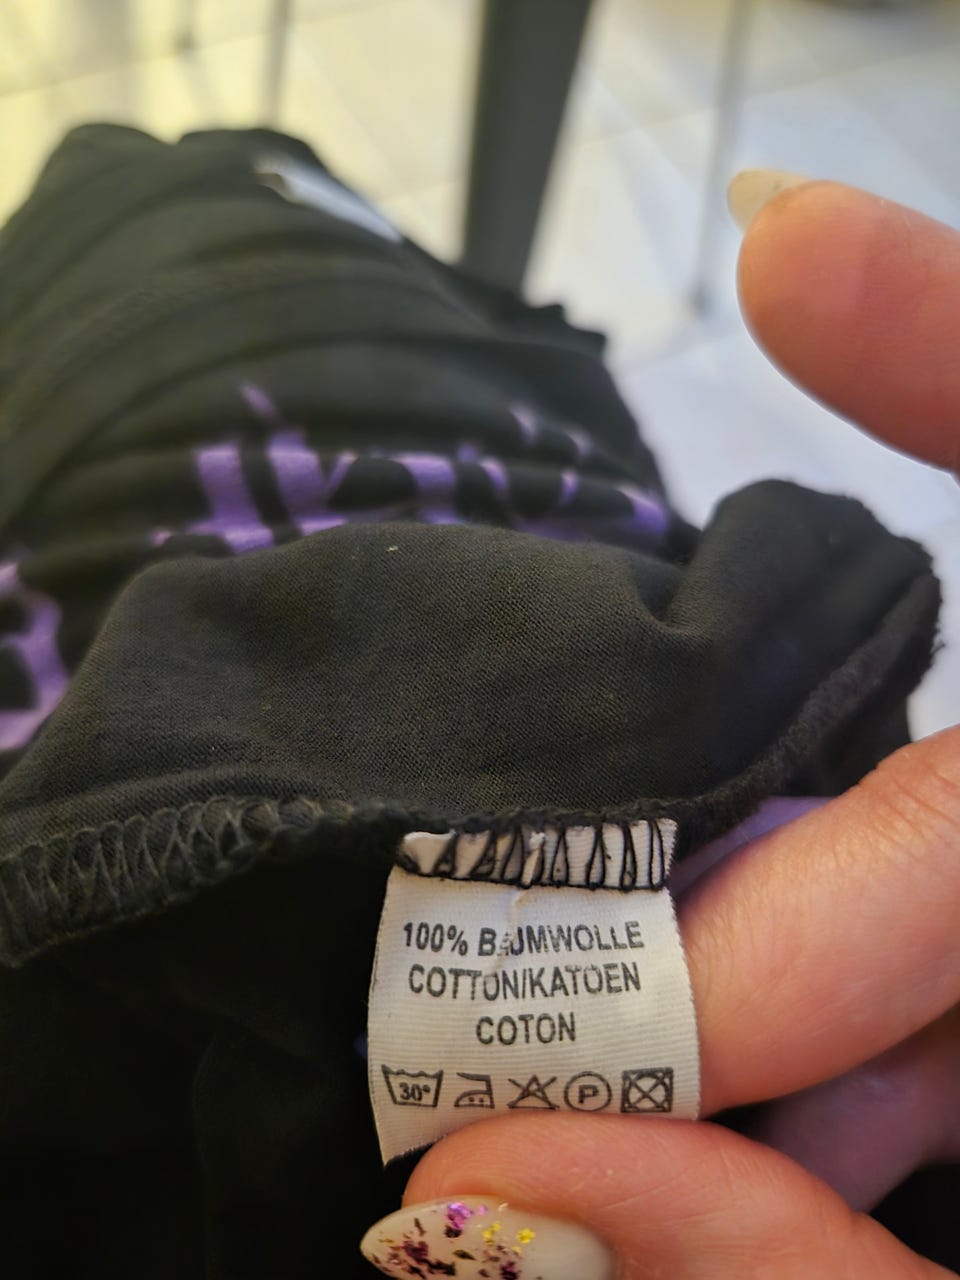 100% BAUMWOLLE
COTTON/KATOEN
COTON
30° P